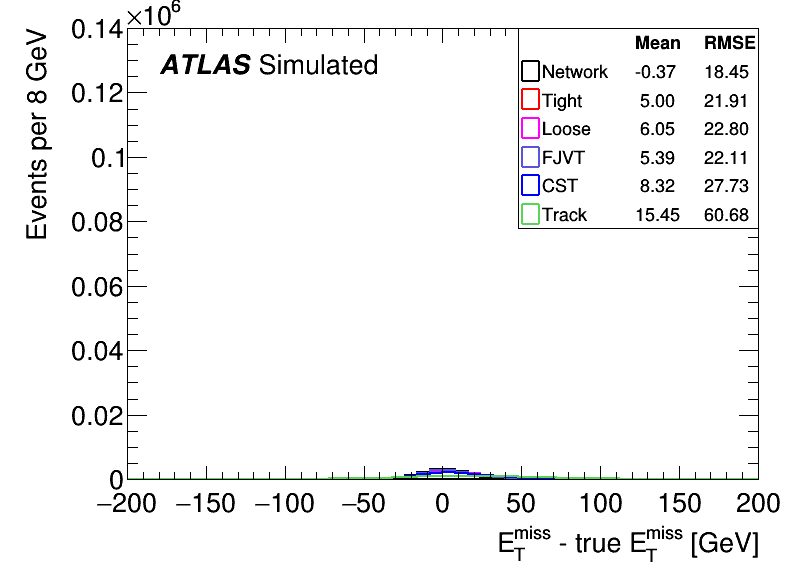 ×10⁶
0.14
0.12
0.1
0.08
0.06
0.04
0.02
0
Events per 8 GeV
ATLAS Simulated
Mean RMSE
Network -0.37 18.45
Tight 5.00 21.91
Loose 6.05 22.80
FJVT 5.39 22.11
CST 8.32 27.73
Track 15.45 60.68
−200 −150 −100 −50 0 50 100 150 200
E_T^miss - true E_T^miss [GeV]